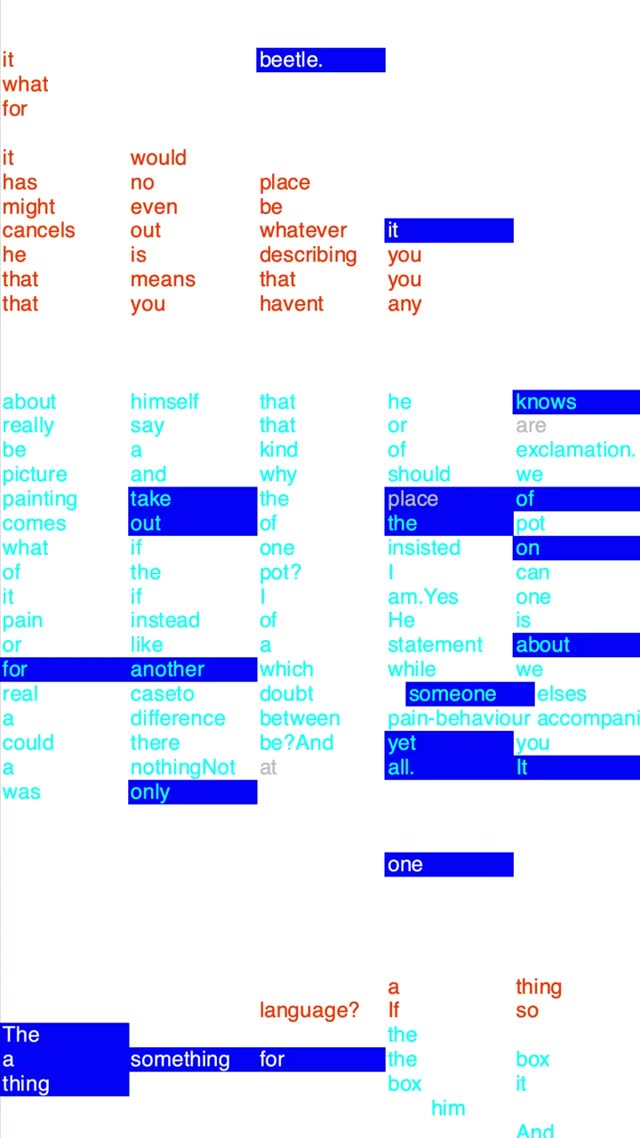 it beetle.
what
for
it would
has no place
might even be
cancels out whatever it
he is describing you
that means that you
that you havent any
about himself that he knows
really say that or are
be a kind of exclamation.
picture and why should we
painting take the place of
comes out of the pot
what if one insisted on
of the pot? I can
it if I am.Yes one
pain instead of He is
or like a statement about
for another which while we
real caseto doubt someone elses
a difference between pain-behaviour accompani
could there be?And yet you
a nothingNot at all. It
was only
one
a thing
language? If so
The the
a something for the box
thing box it
him
And